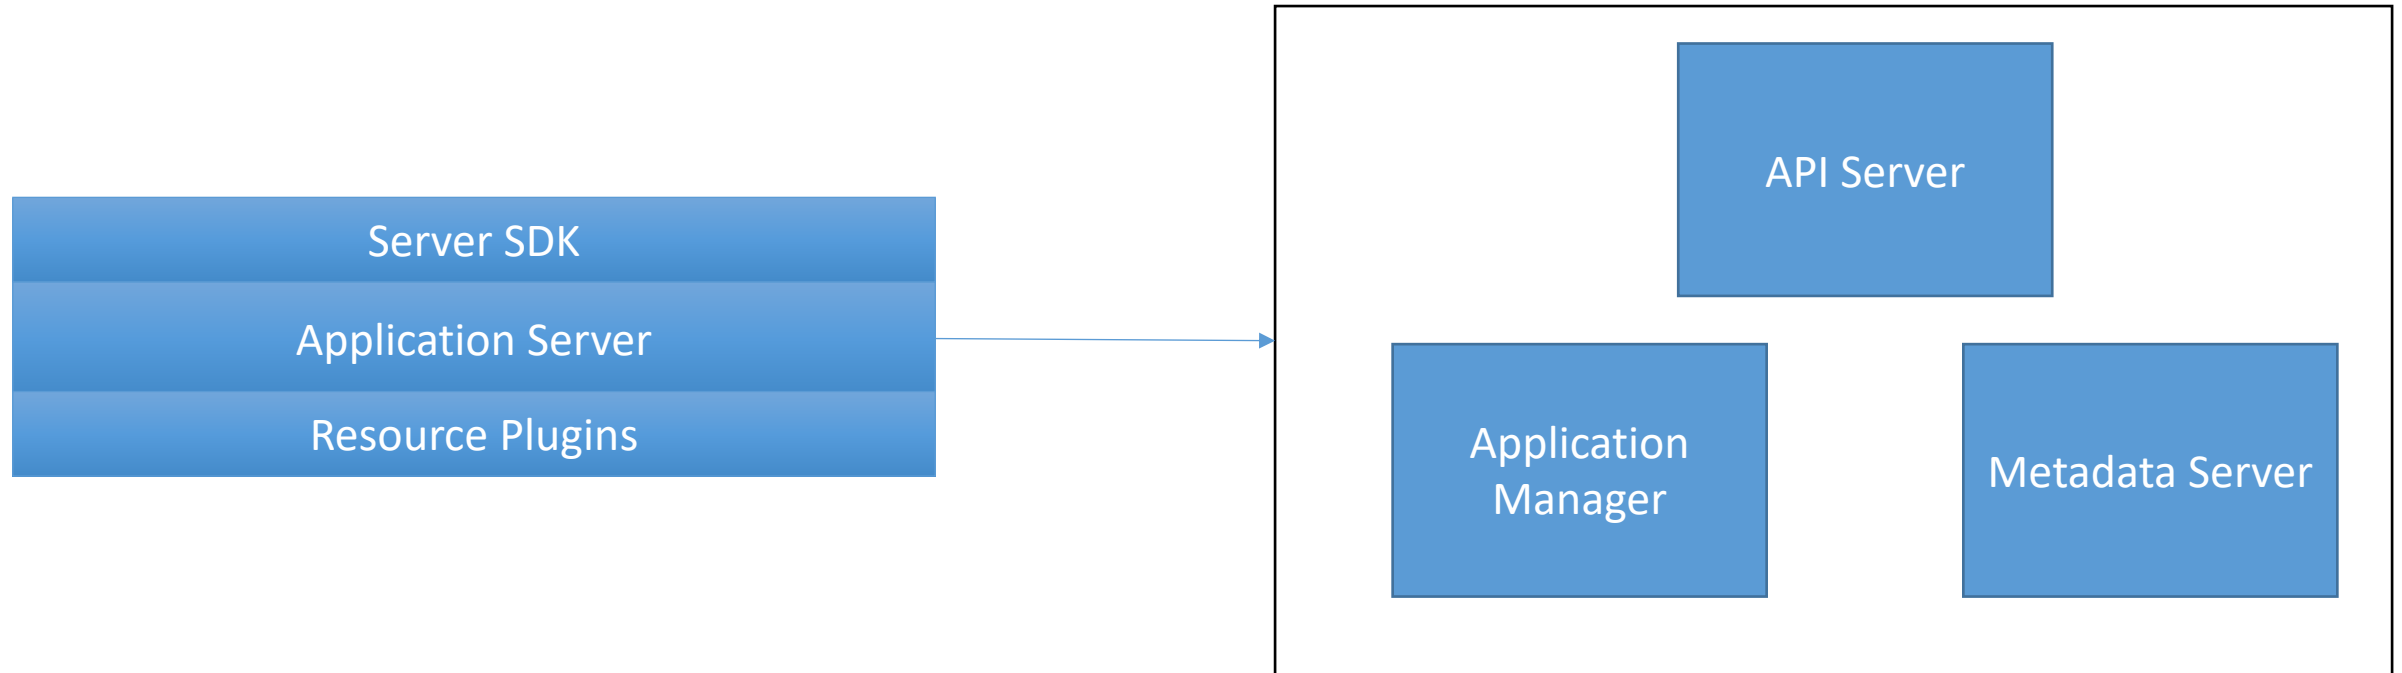 Server SDK
Application Server
Resource Plugins
API Server
Application
Manager
Metadata Server